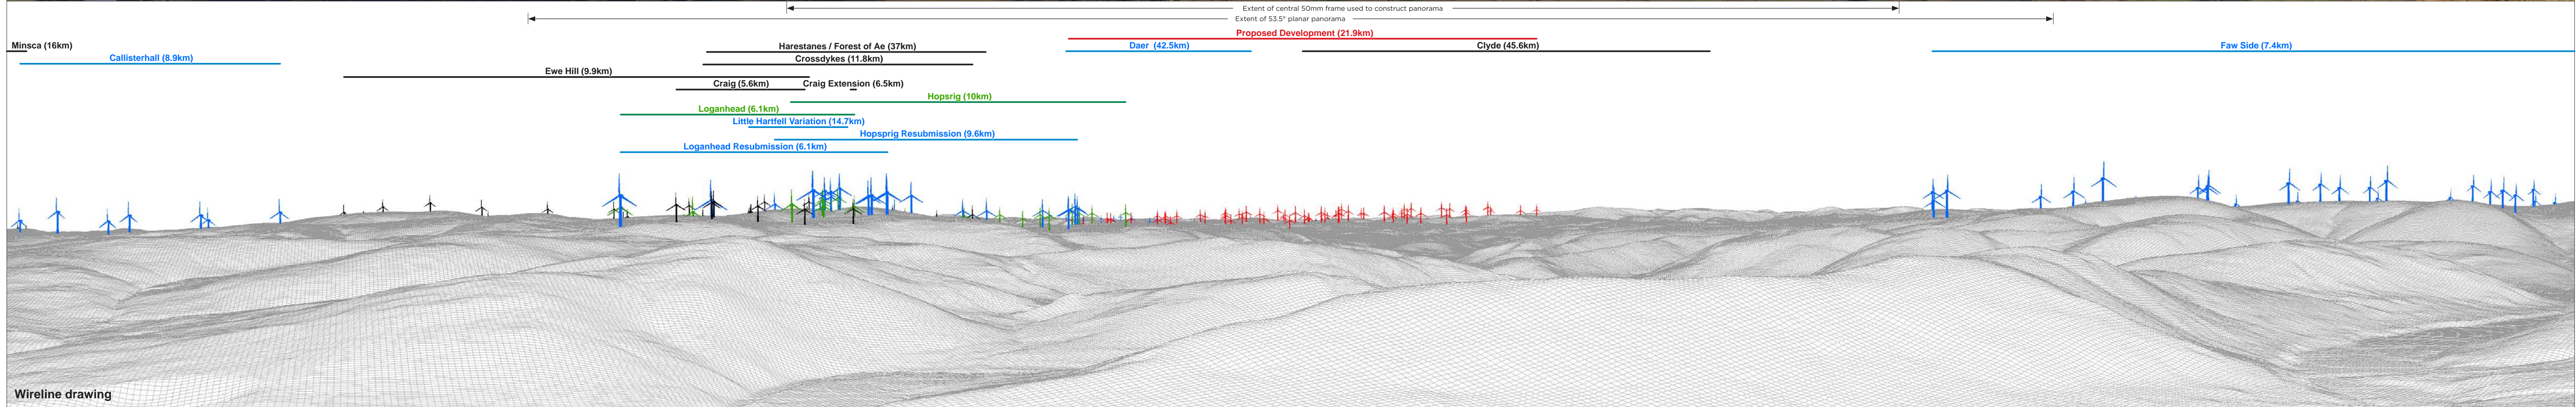 Extent of central 50mm frame used to construct panorama
Extent of 53.5° planar panorama
Proposed Development (21.9km)
Minsca (16km)
Harestanes / Forest of Ae (37km)
Daer (42.5km)
Clyde (45.6km)
Faw Side (7.4km)
Callisterhall (8.9km)
Crossdykes (11.8km)
Ewe Hill (9.9km)
Craig (5.6km)
Craig Extension (6.5km)
Hopsrig (10km)
Loganhead (6.1km)
Little Hartfell Variation (14.7km)
Hopsprig Resubmission (9.6km)
Loganhead Resubmission (6.1km)
Wireline drawing